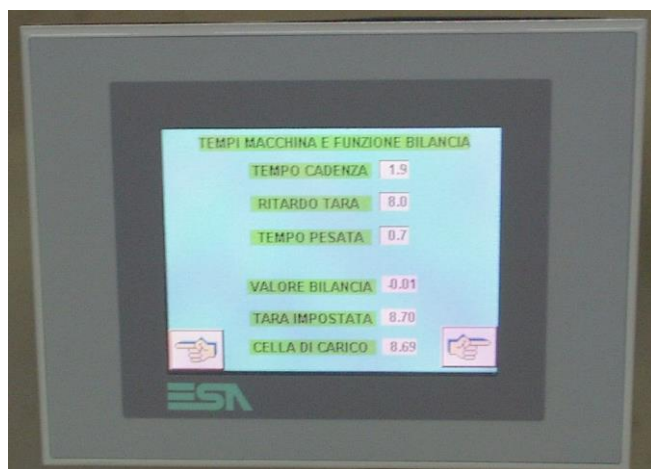 TEMPI MACCHINA E FUNZIONE BILANCIA
TEMPO CADENZA 1.9
RITARDO TARA 8.0
TEMPO PESATA 0.7
VALORE BILANCIA -0.01
TARA IMPOSTATA 8.70
CELLA DI CARICO 8.69
ESA